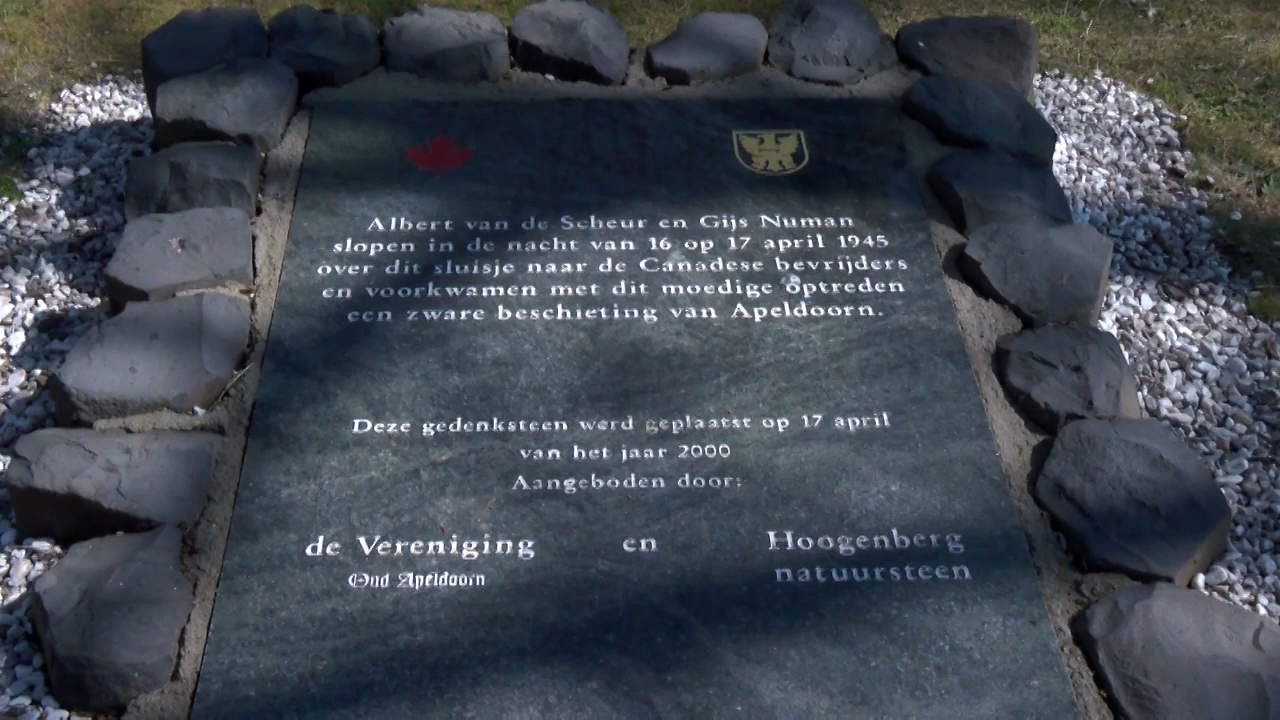 Albert van de Scheur en Gijs Numan
slopen in de nacht van 16 op 17 april 1945
over dit sluisje naar de Canadese bevrijders
en voorkwamen met dit moedige optreden
een zware beschieting van Apeldoorn.
Deze gedenksteen werd geplaatst op 17 april
van het jaar 2000
Aangeboden door:
de Vereniging en Hoogenberg
Oud Apeldoorn natuursteen